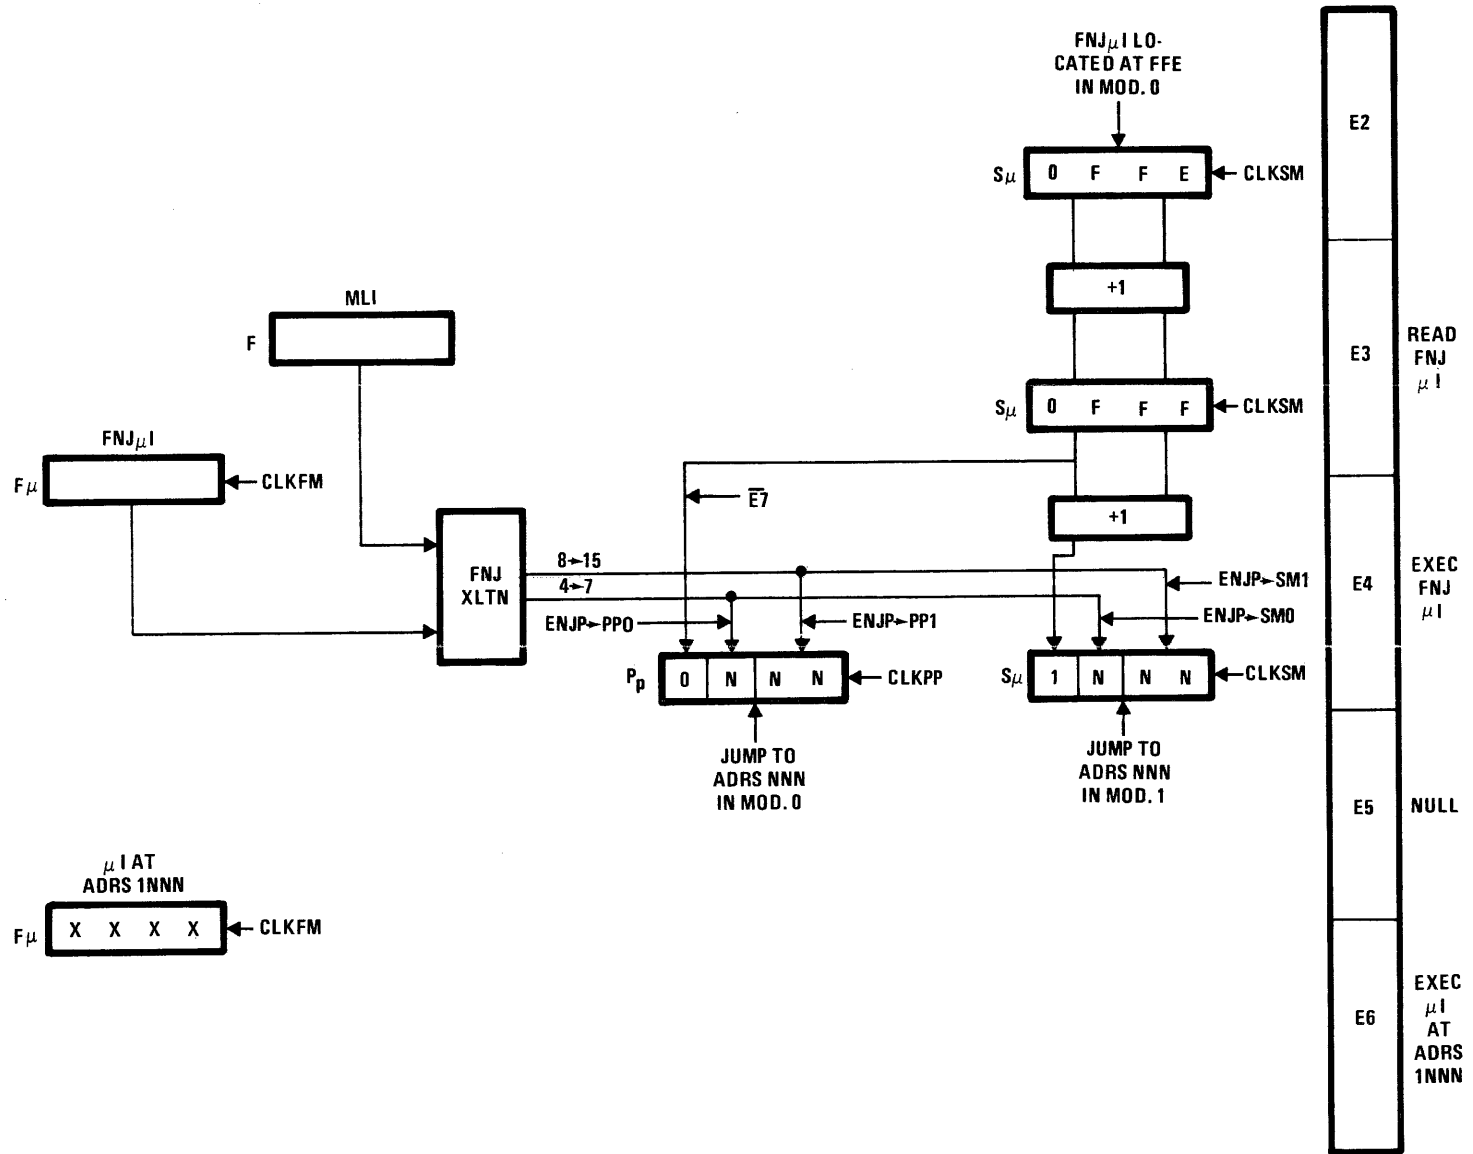 FNJμI LO-
CATED AT FFE
IN MOD. 0
E2
Sμ 0 F F E CLKSM
+1
MLI
F
E3
READ
FNJ
μI
Sμ 0 F F F CLKSM
FNJμI
Fμ CLKFM
E7
+1
FNJ
XLTN
8→15
4→7
E4
EXEC
FNJ
μI
ENJP→SM1
ENJP→PP0
ENJP→PP1
ENJP→SM0
Pp 0 N N N CLKPP
Sμ 1 N N N CLKSM
JUMP TO
ADRS NNN
IN MOD. 0
JUMP TO
ADRS NNN
IN MOD. 1
E5
NULL
μI AT
ADRS 1NNN
Fμ X X X X CLKFM
E6
EXEC
μI
AT
ADRS
1NNN